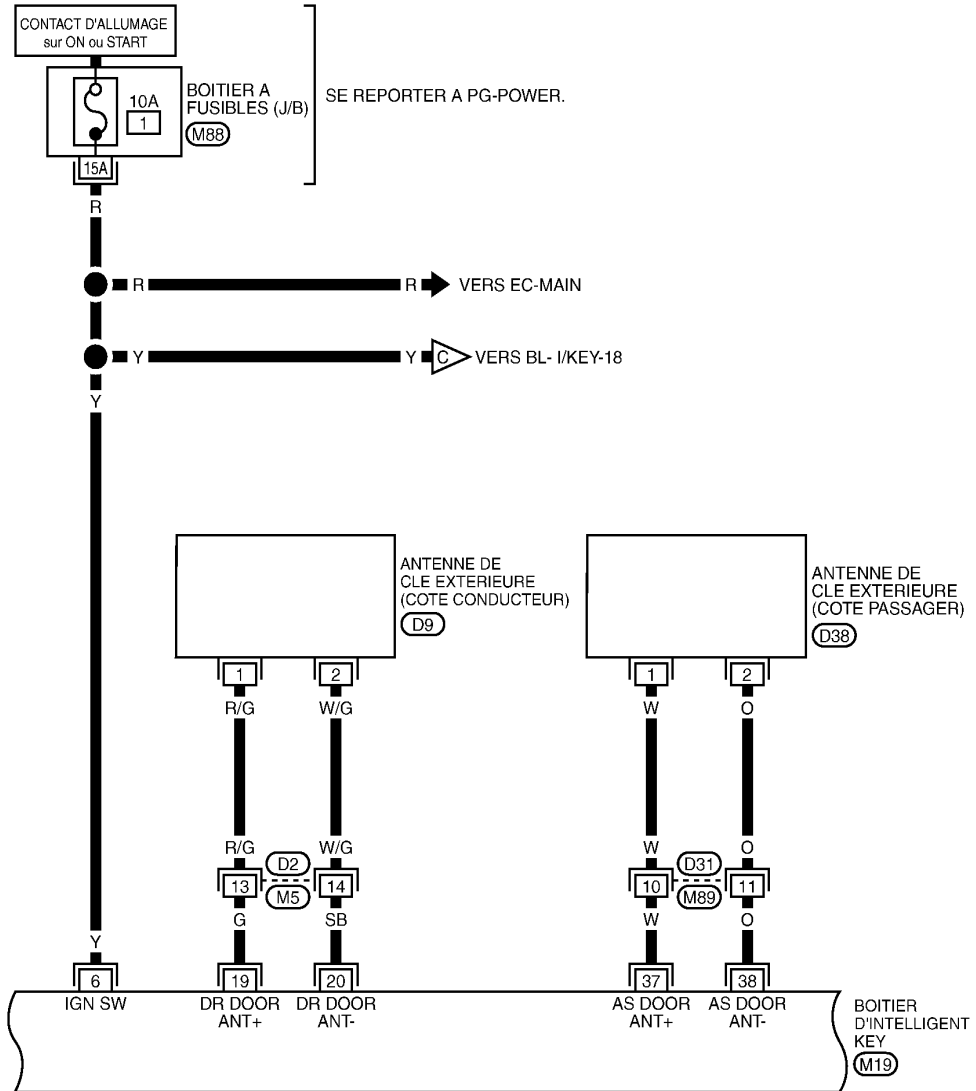 CONTACT D'ALLUMAGE
sur ON ou START
10A
1
BOITIER A
FUSIBLES (J/B)
M88
SE REPORTER A PG-POWER.
15A
R
R R VERS EC-MAIN
Y Y C VERS BL- I/KEY-18
Y
ANTENNE DE
CLE EXTERIEURE
(COTE CONDUCTEUR)
D9
ANTENNE DE
CLE EXTERIEURE
(COTE PASSAGER)
D38
1 2 1 2
R/G W/G W O
R/G W/G W O
D2 D31
13 14 10 11
M5 M89
G SB W O
Y
6 19 20 37 38
IGN SW DR DOOR DR DOOR AS DOOR AS DOOR
ANT+ ANT- ANT+ ANT-
BOITIER
D'INTELLIGENT
KEY
M19